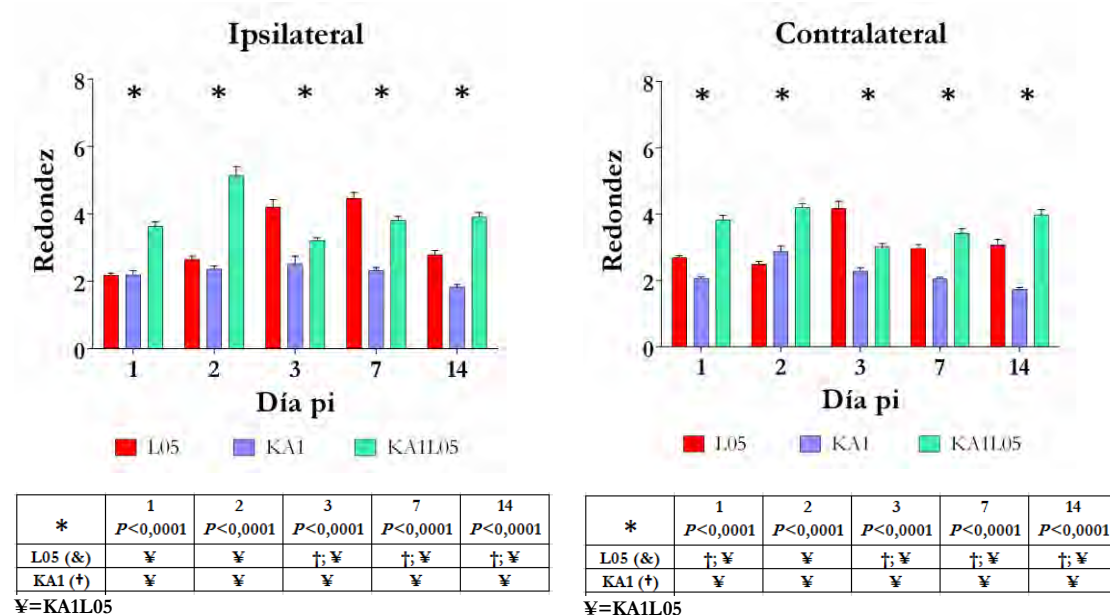 Ipsilateral
8
6
4
2
0
Redondez
* * * * *
1 2 3 7 14
Día pi
L05 KA1 KA1L05
* 1 P<0,0001 2 P<0,0001 3 P<0,0001 7 P<0,0001 14 P<0,0001
L05 (&) ¥ ¥ †; ¥ †; ¥ †; ¥
KA1 (†) ¥ ¥ ¥ ¥ ¥
¥=KA1L05
Contralateral
8
6
4
2
0
Redondez
* * * * *
1 2 3 7 14
Día pi
L05 KA1 KA1L05
* 1 P<0,0001 2 P<0,0001 3 P<0,0001 7 P<0,0001 14 P<0,0001
L05 (&) †; ¥ ¥ †; ¥ †; ¥ †; ¥
KA1 (†) ¥ ¥ ¥ ¥ ¥
¥=KA1L05